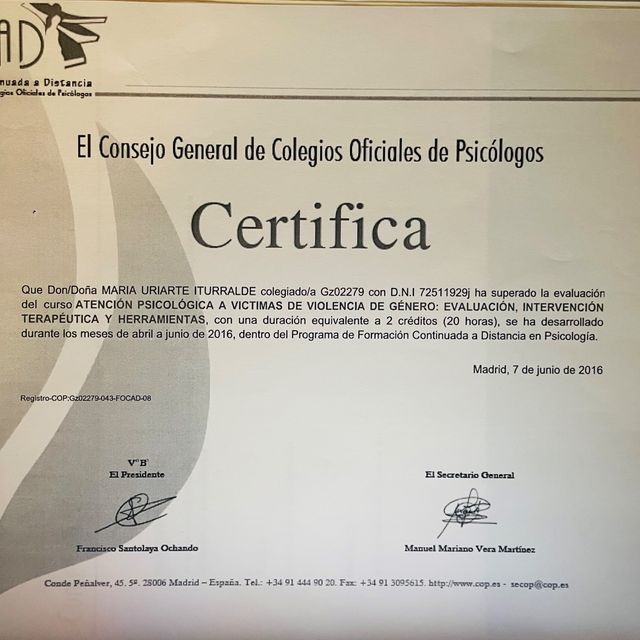 AD
nuada a Distancia
gios Oficiales de Psicólogos
El Consejo General de Colegios Oficiales de Psicólogos
Certifica
Que Don/Doña MARIA URIARTE ITURRALDE colegiado/a Gz02279 con D.N.I 72511929j ha superado la evaluación
del curso ATENCIÓN PSICOLÓGICA A VICTIMAS DE VIOLENCIA DE GÉNERO: EVALUACIÓN, INTERVENCIÓN
TERAPÉUTICA Y HERRAMIENTAS, con una duración equivalente a 2 créditos (20 horas), se ha desarrollado
durante los meses de abril a junio de 2016, dentro del Programa de Formación Continuada a Distancia en Psicología.
Madrid, 7 de junio de 2016
Registro-COP:Gz02279-043-FOCAD-08
VºBº
El Presidente
El Secretario General
Francisco Santolaya Ochando
Manuel Mariano Vera Martínez
Conde Peñalver, 45. 5ª. 28006 Madrid – España. Tel.: +34 91 444 90 20. Fax: +34 91 3095615. http://www.cop.es - secop@cop.es